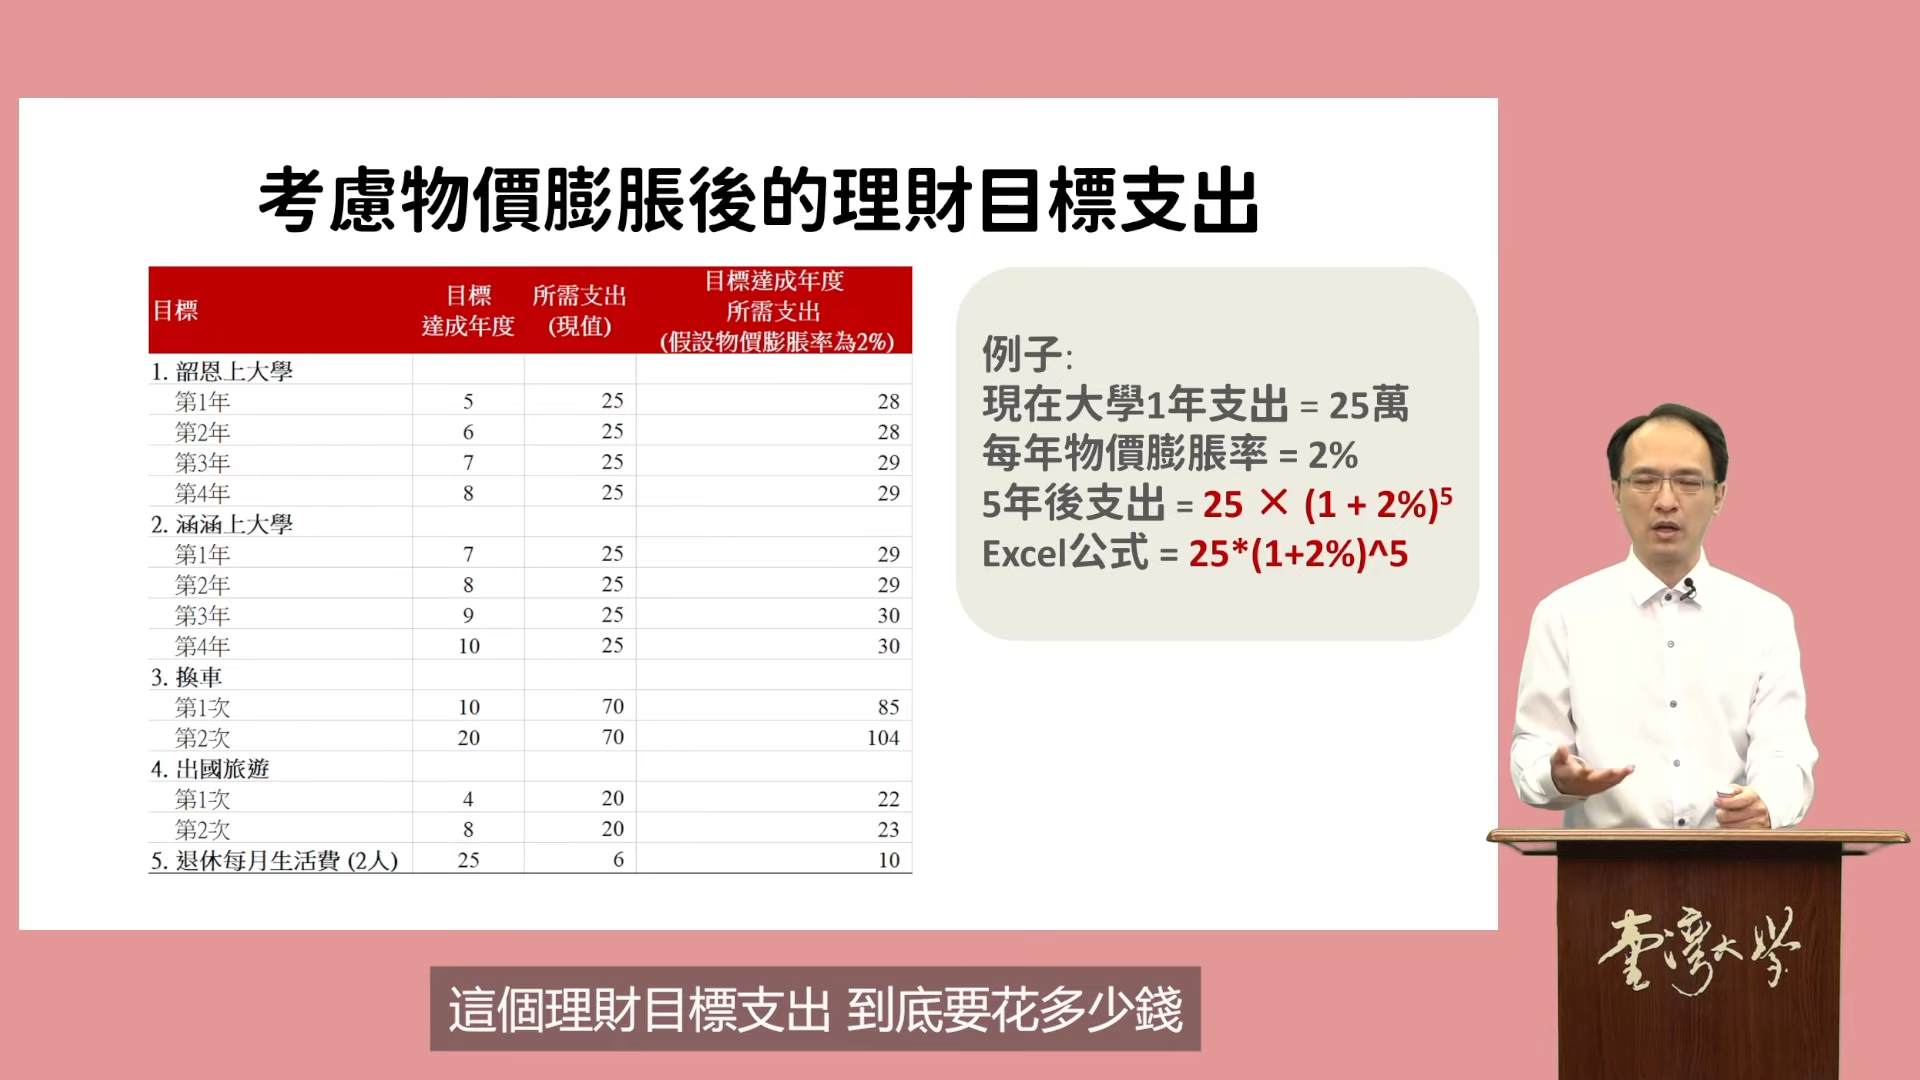 考慮物價膨脹後的理財目標支出
目標
目標
達成年度
所需支出
(現值)
目標達成年度
所需支出
(假設物價膨脹率為2%)
1. 韶恩上大學
第1年 5 25 28
第2年 6 25 28
第3年 7 25 29
第4年 8 25 29
2. 涵涵上大學
第1年 7 25 29
第2年 8 25 29
第3年 9 25 30
第4年 10 25 30
3. 換車
第1次 10 70 85
第2次 20 70 104
4. 出國旅遊
第1次 4 20 22
第2次 8 20 23
5. 退休每月生活費 (2人) 25 6 10
例子:
現在大學1年支出 = 25萬
每年物價膨脹率 = 2%
5年後支出 = 25 × (1 + 2%)⁵
Excel公式 = 25*(1+2%)^5
臺灣大學
這個理財目標支出 到底要花多少錢